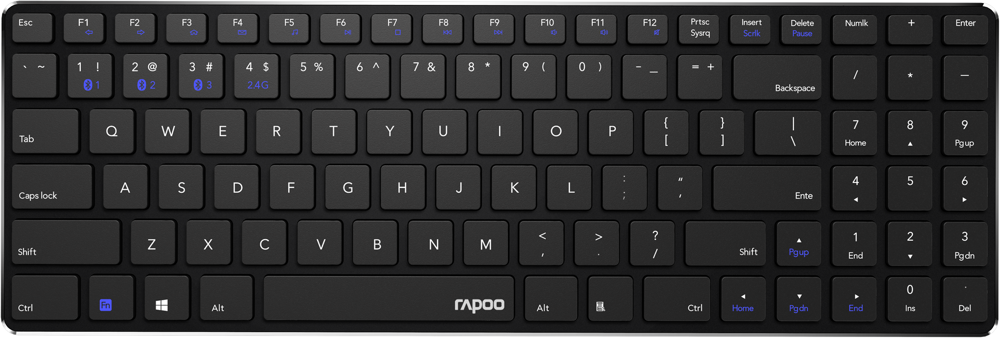 Esc F1 F2 F3 F4 F5 F6 F7 F8 F9 F10 F11 F12 Prtsc Insert Delete Numlk + Enter
Sysrq Scrlk Pause
` ~ 1 ! 2 @ 3 # 4 $ 5 % 6 ^ 7 & 8 * 9 ( 0 ) - _ = + / * —
1 2 3 2.4G Backspace
Q W E R T Y U I O P { } | 7 8 9
Tab [ ] \ Home ▲ Pgup
A S D F G H J K L : “ 4 5 6
Caps lock ; ‘ Ente ◄ ►
Z X C V B N M < > ? ▲ 1 2 3
Shift , . / Shift Pgup End ▼ Pgdn
◄ ▼ ► 0 .
Ctrl Fn Alt rapoo Alt Ctrl Home Pgdn End Ins Del